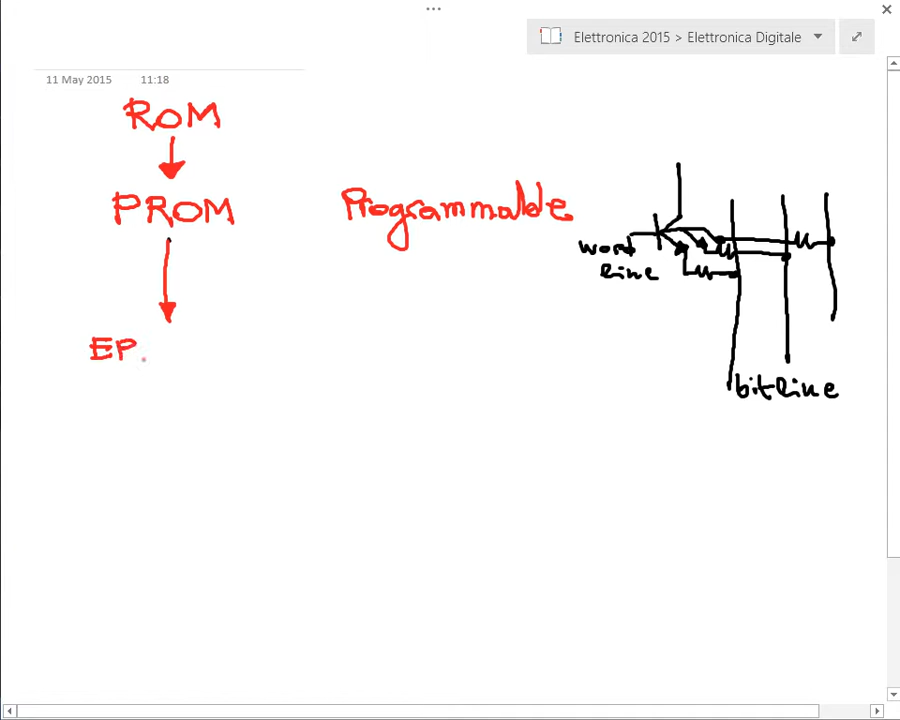 Elettronica 2015 > Elettronica Digitale
11 May 2015 11:18
ROM
PROM
Programmable
word
line
EP
bitline